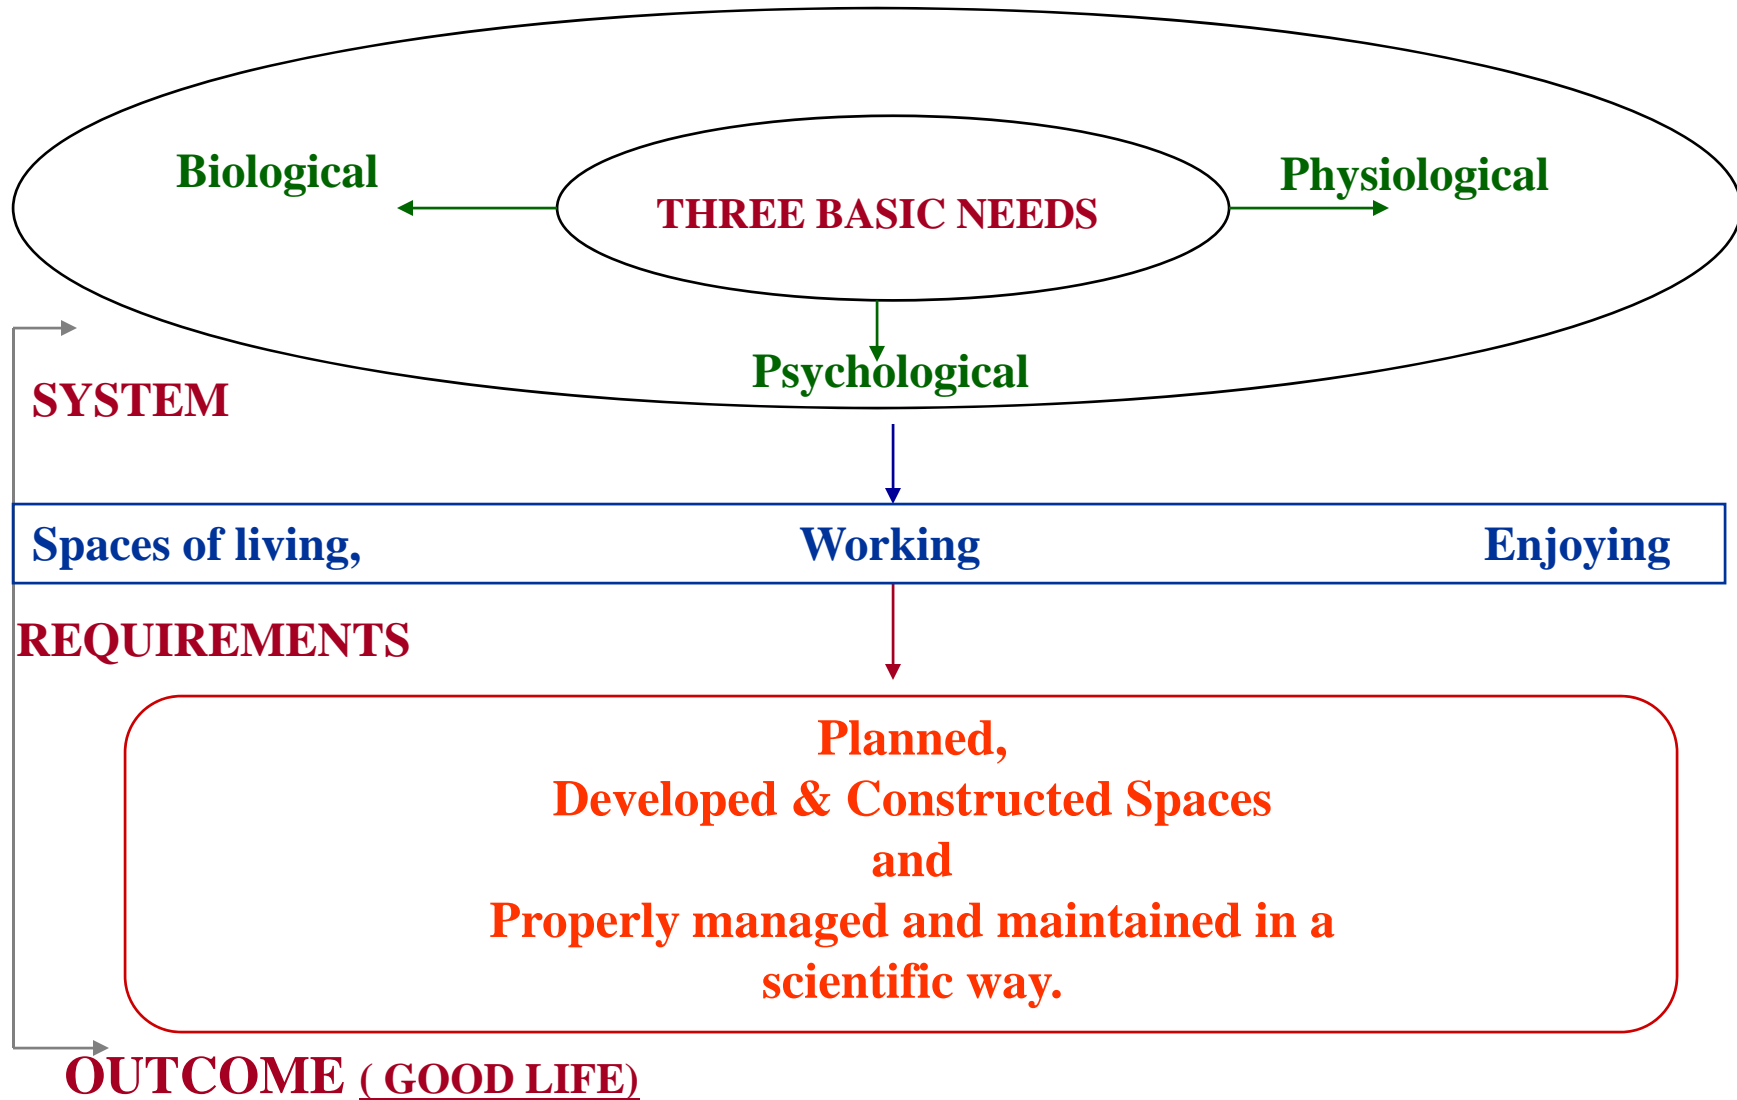 Biological
Physiological
THREE BASIC NEEDS
Psychological
SYSTEM
Spaces of living, Working Enjoying
REQUIREMENTS
Planned,
Developed & Constructed Spaces
and
Properly managed and maintained in a
scientific way.
OUTCOME ( GOOD LIFE)